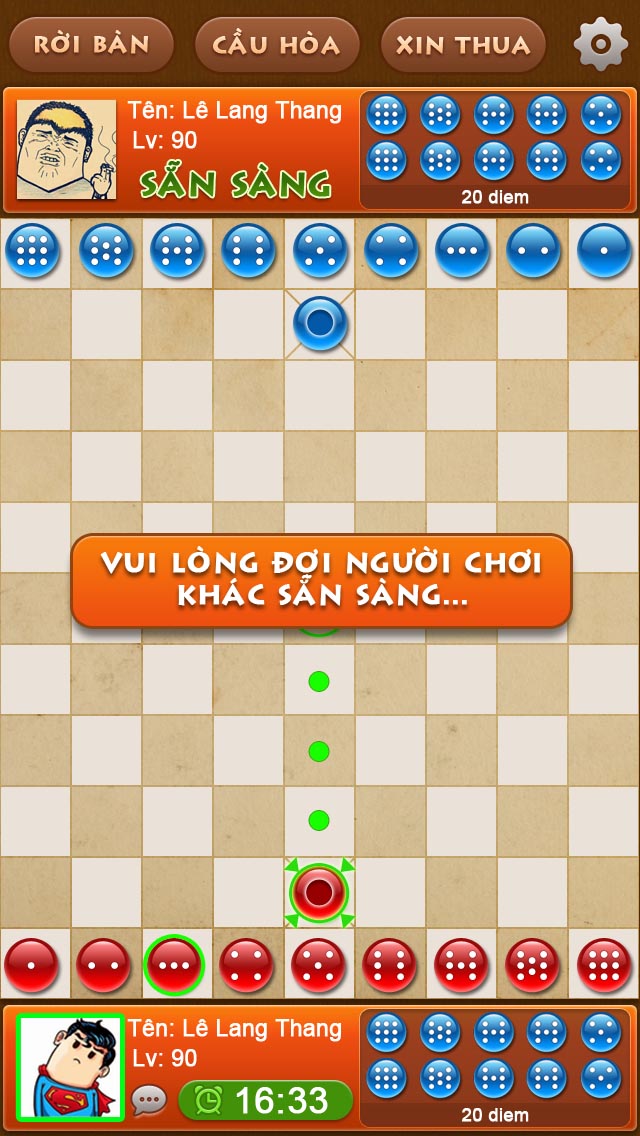 RỜI BÀN
CẦU HÒA
XIN THUA
Tên: Lê Lang Thang
Lv: 90
SẴN SÀNG
20 diem
VUI LÒNG ĐỢI NGƯỜI CHƠI
KHÁC SẴN SÀNG...
Tên: Lê Lang Thang
Lv: 90
16:33
20 diem